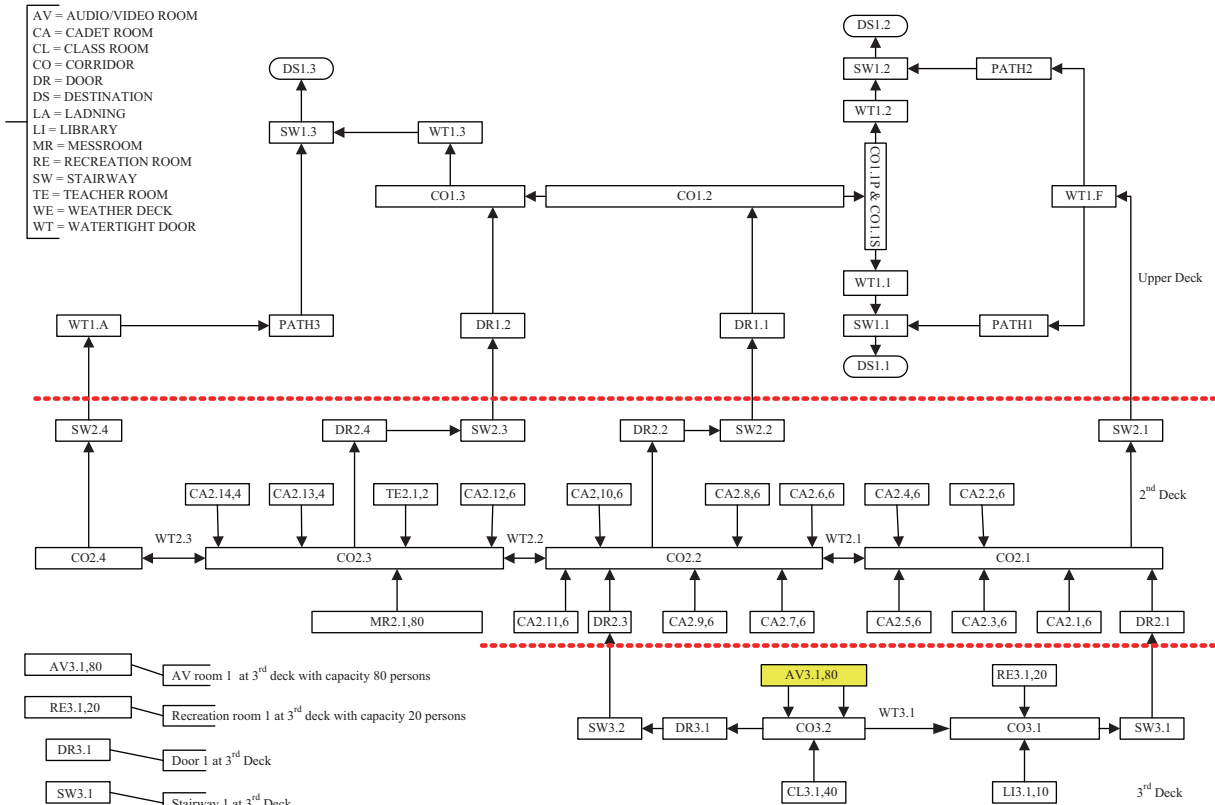 AV = AUDIO/VIDEO ROOM
CA = CADET ROOM
CL = CLASS ROOM
CO = CORRIDOR
DR = DOOR
DS = DESTINATION
LA = LADNING
LI = LIBRARY
MR = MESSROOM
RE = RECREATION ROOM
SW = STAIRWAY
TE = TEACHER ROOM
WE = WEATHER DECK
WT = WATERTIGHT DOOR
DS1.2
DS1.3
SW1.2
PATH2
WT1.2
SW1.3
WT1.3
CO1.1P & CO1.1S
CO1.3
CO1.2
WT1.F
WT1.1
Upper Deck
WT1.A
PATH3
DR1.2
DR1.1
SW1.1
PATH1
DS1.1
SW2.4
DR2.4
SW2.3
DR2.2
SW2.2
SW2.1
CA2.14,4
CA2.13,4
TE2.1,2
CA2.12,6
CA2,10,6
CA2.8,6
CA2.6,6
CA2.4,6
CA2.2,6
2nd Deck
WT2.3
WT2.2
WT2.1
CO2.4
CO2.3
CO2.2
CO2.1
MR2.1,80
CA2.11,6
DR2.3
CA2.9,6
CA2.7,6
CA2.5,6
CA2.3,6
CA2.1,6
DR2.1
AV3.1,80
AV room 1 at 3rd deck with capacity 80 persons
AV3.1,80
RE3.1,20
RE3.1,20
Recreation room 1 at 3rd deck with capacity 20 persons
WT3.1
SW3.2
DR3.1
CO3.2
CO3.1
SW3.1
DR3.1
Door 1 at 3rd Deck
CL3.1,40
LI3.1,10
3rd Deck
SW3.1
Stairway 1 at 3rd Deck